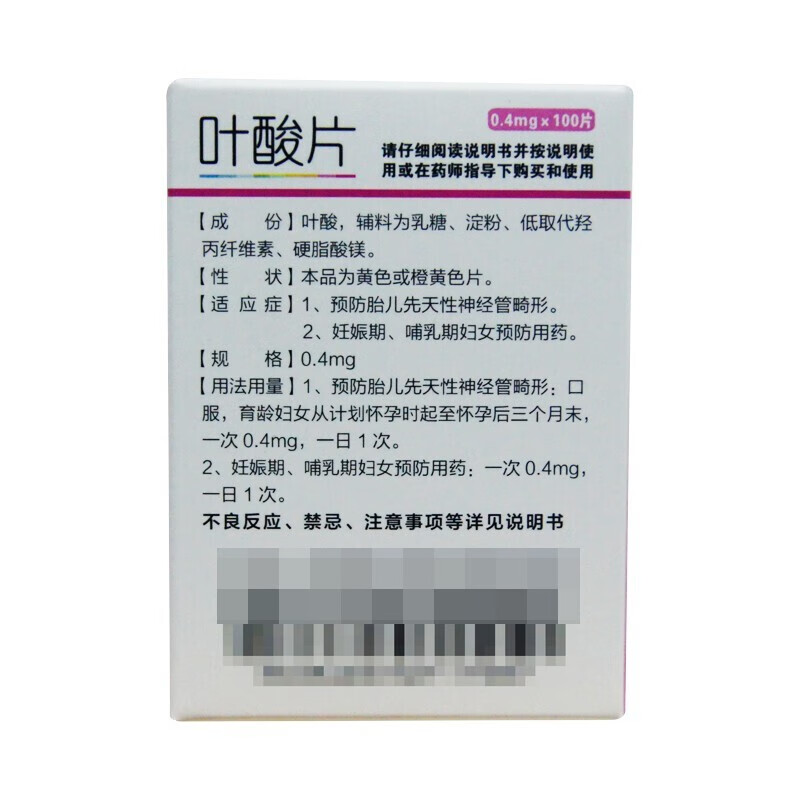 叶酸片
0.4mg×100片
请仔细阅读说明书并按说明使
用或在药师指导下购买和使用
【成 份】叶酸，辅料为乳糖、淀粉、低取代羟
丙纤维素、硬脂酸镁。
【性 状】本品为黄色或橙黄色片。
【适应症】1、预防胎儿先天性神经管畸形。
2、妊娠期、哺乳期妇女预防用药。
【规 格】0.4mg
【用法用量】1、预防胎儿先天性神经管畸形：口
服，育龄妇女从计划怀孕时起至怀孕后三个月末，
一次0.4mg，一日1次。
2、妊娠期、哺乳期妇女预防用药：一次0.4mg，
一日1次。
不良反应、禁忌、注意事项等详见说明书